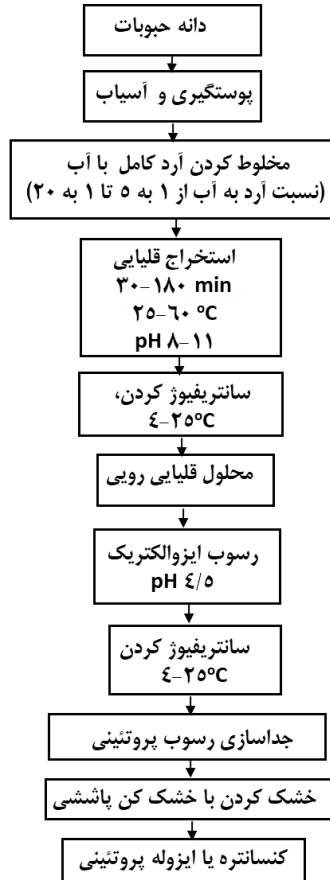 دانه حبوبات
پوستگیری و آسیاب
مخلوط کردن آرد کامل با آب
(نسبت آرد به آب از ۱ به ۵ تا ۱ به ۲۰)
استخراج قلیایی
۳۰–۱۸۰ min
۲۵–۶۰ ºC
pH ۸–۱۱
سانتریفیوژ کردن،
۴–۲۵ºC
محلول قلیایی رویی
رسوب ایزوالکتریک
pH ۴/۵
سانتریفیوژ کردن
۴–۲۵ºC
جداسازی رسوب پروتئینی
خشک کردن با خشک کن پاششی
کنسانتره یا ایزوله پروتئینی